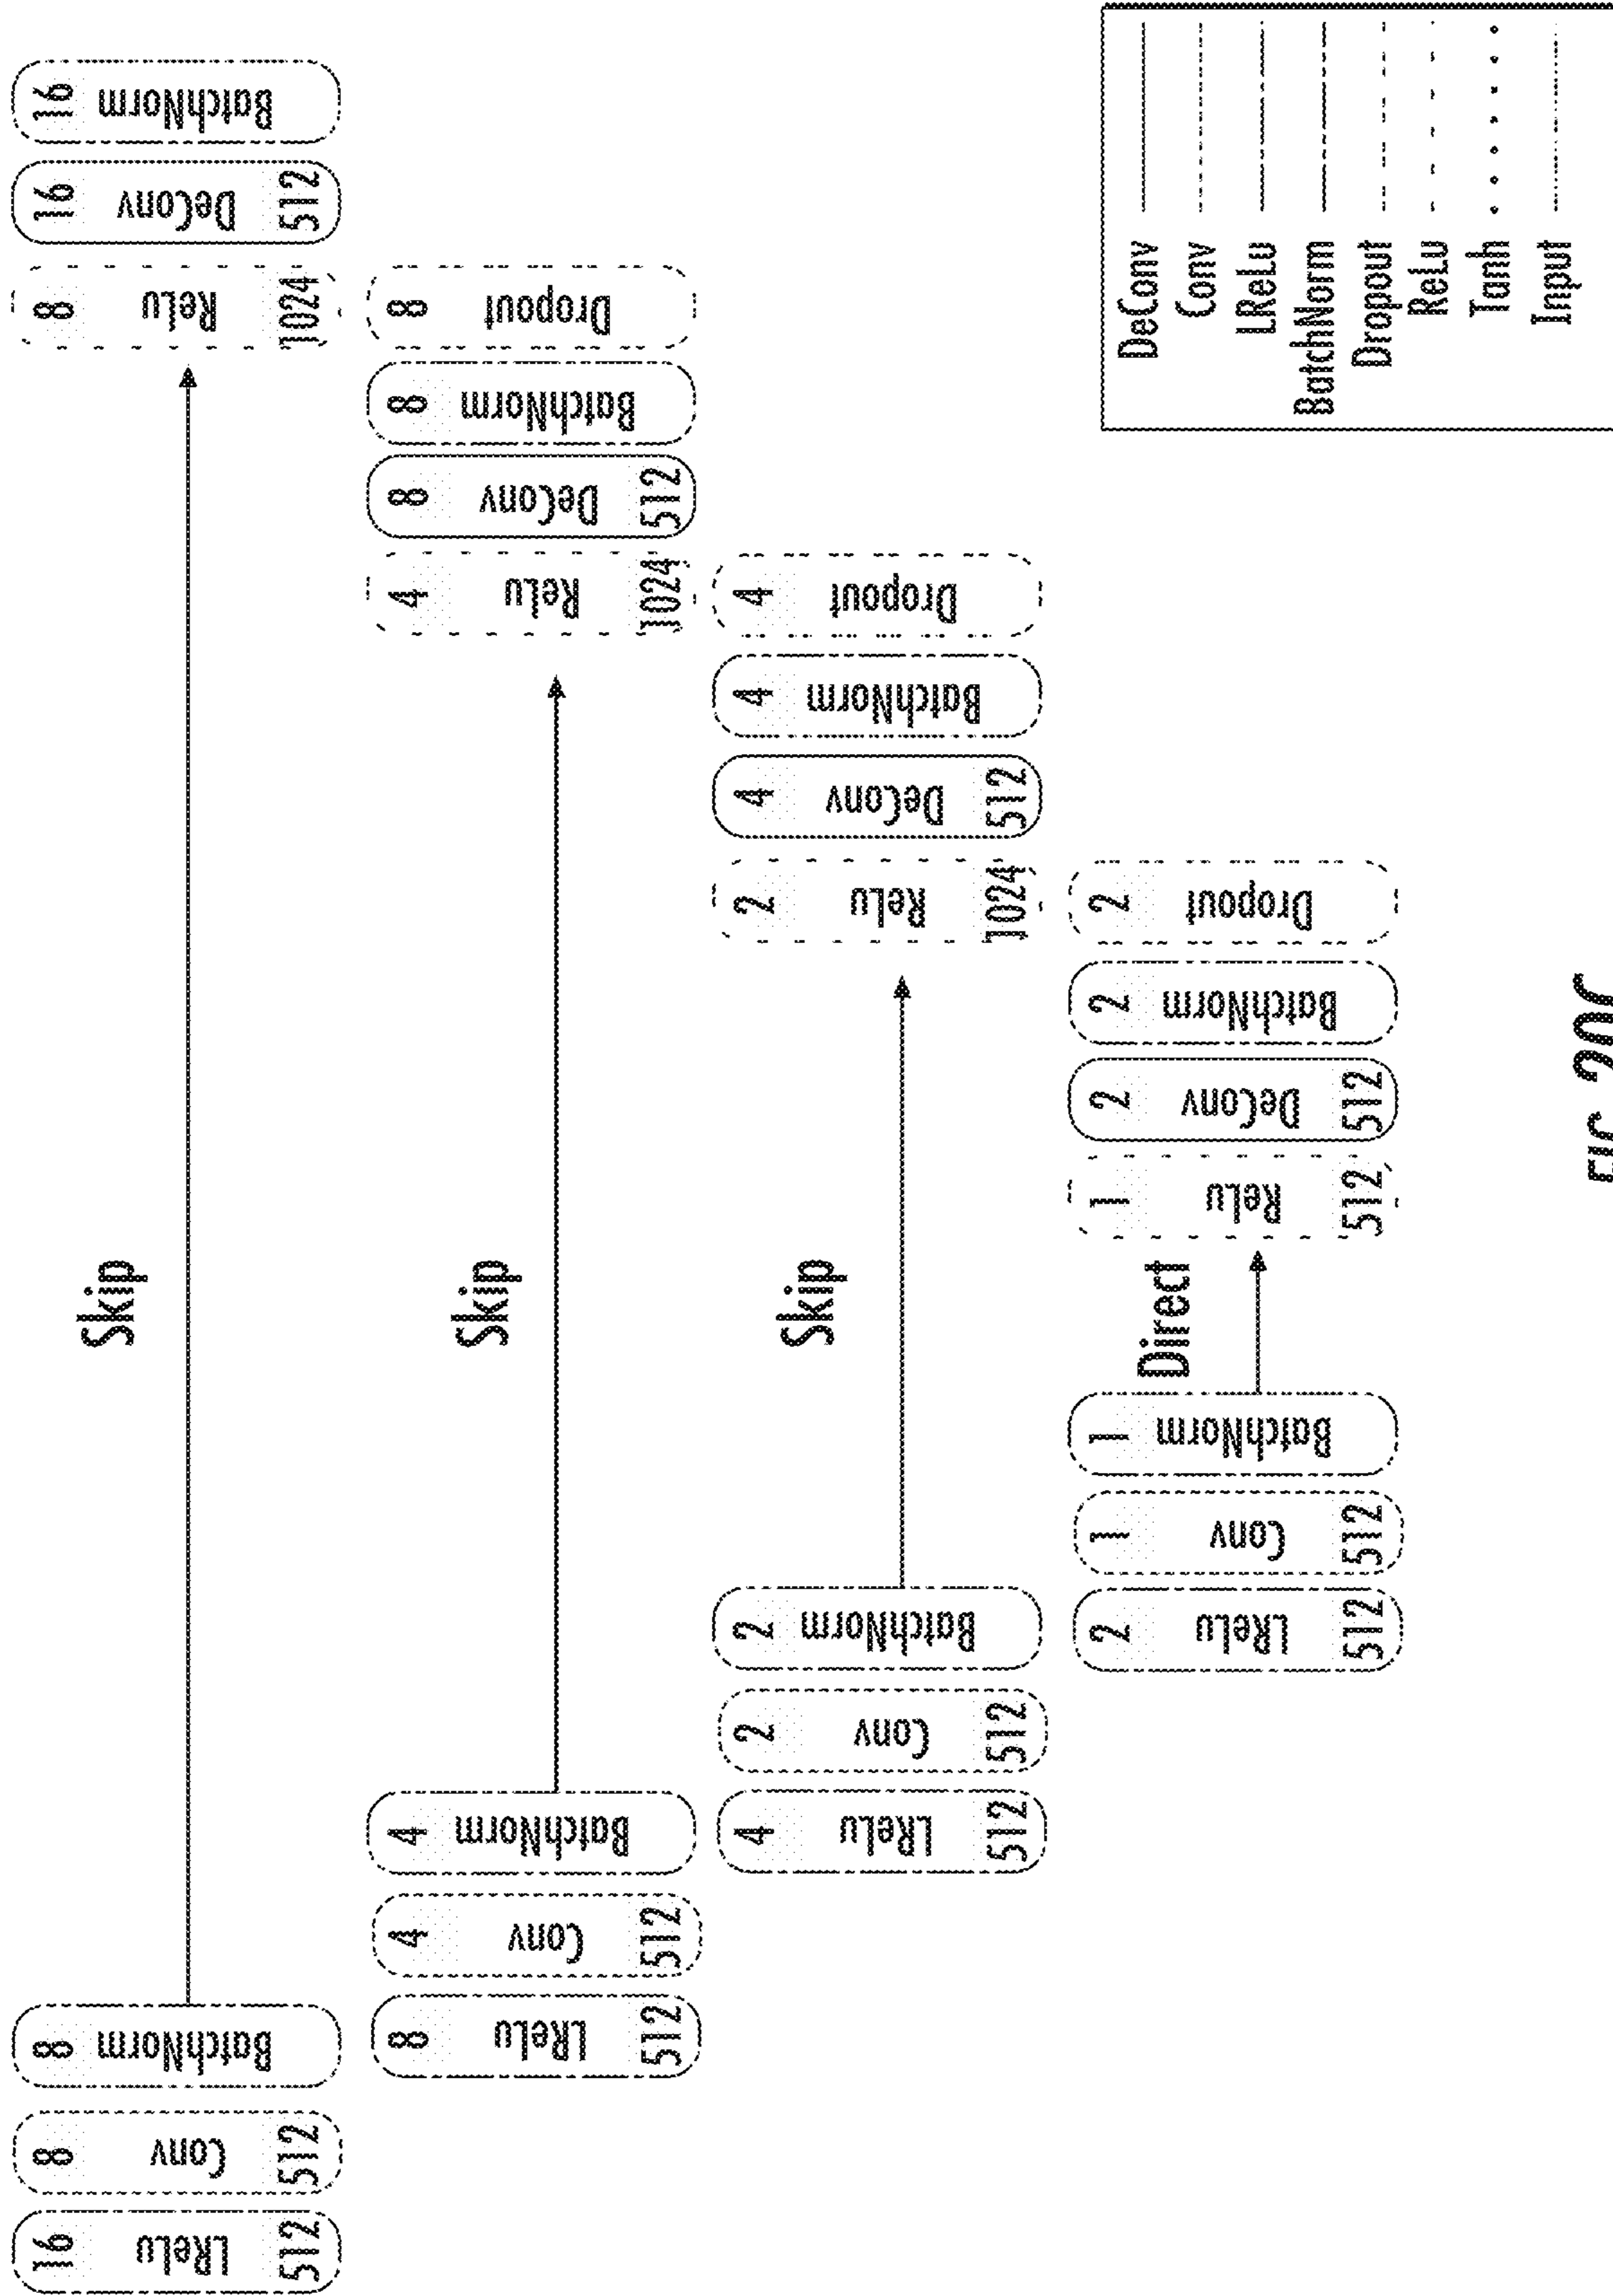 16
LReLu
512
8
Conv
512
8
BatchNorm
Skip
8
ReLu
1024
16
DeConv
512
16
BatchNorm
8
LReLu
512
4
Conv
512
4
BatchNorm
Skip
4
ReLu
1024
8
DeConv
512
8
BatchNorm
8
Dropout
4
LReLu
512
2
Conv
512
2
BatchNorm
Skip
2
ReLu
1024
4
DeConv
512
4
BatchNorm
4
Dropout
2
LReLu
512
1
Conv
512
1
BatchNorm
Direct
1
ReLu
512
2
DeConv
512
2
BatchNorm
2
Dropout
DeConv
Conv
LReLu
BatchNorm
Dropout
ReLu
Tanh
Input
FIG. 20C